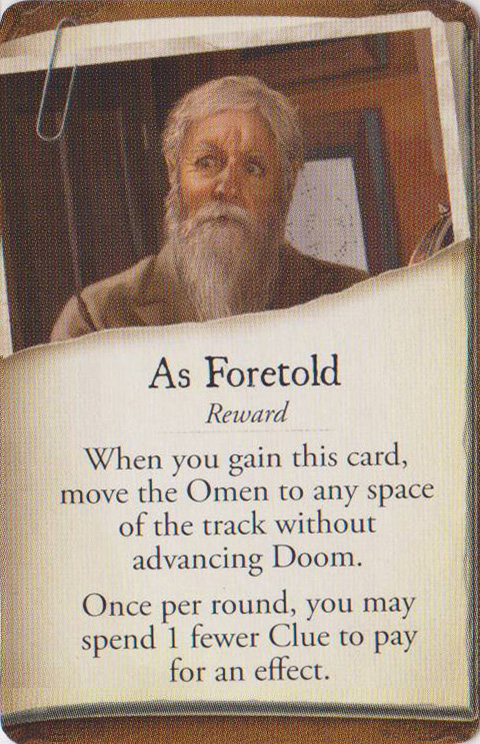 As Foretold
Reward
When you gain this card,
move the Omen to any space
of the track without
advancing Doom.
Once per round, you may
spend 1 fewer Clue to pay
for an effect.